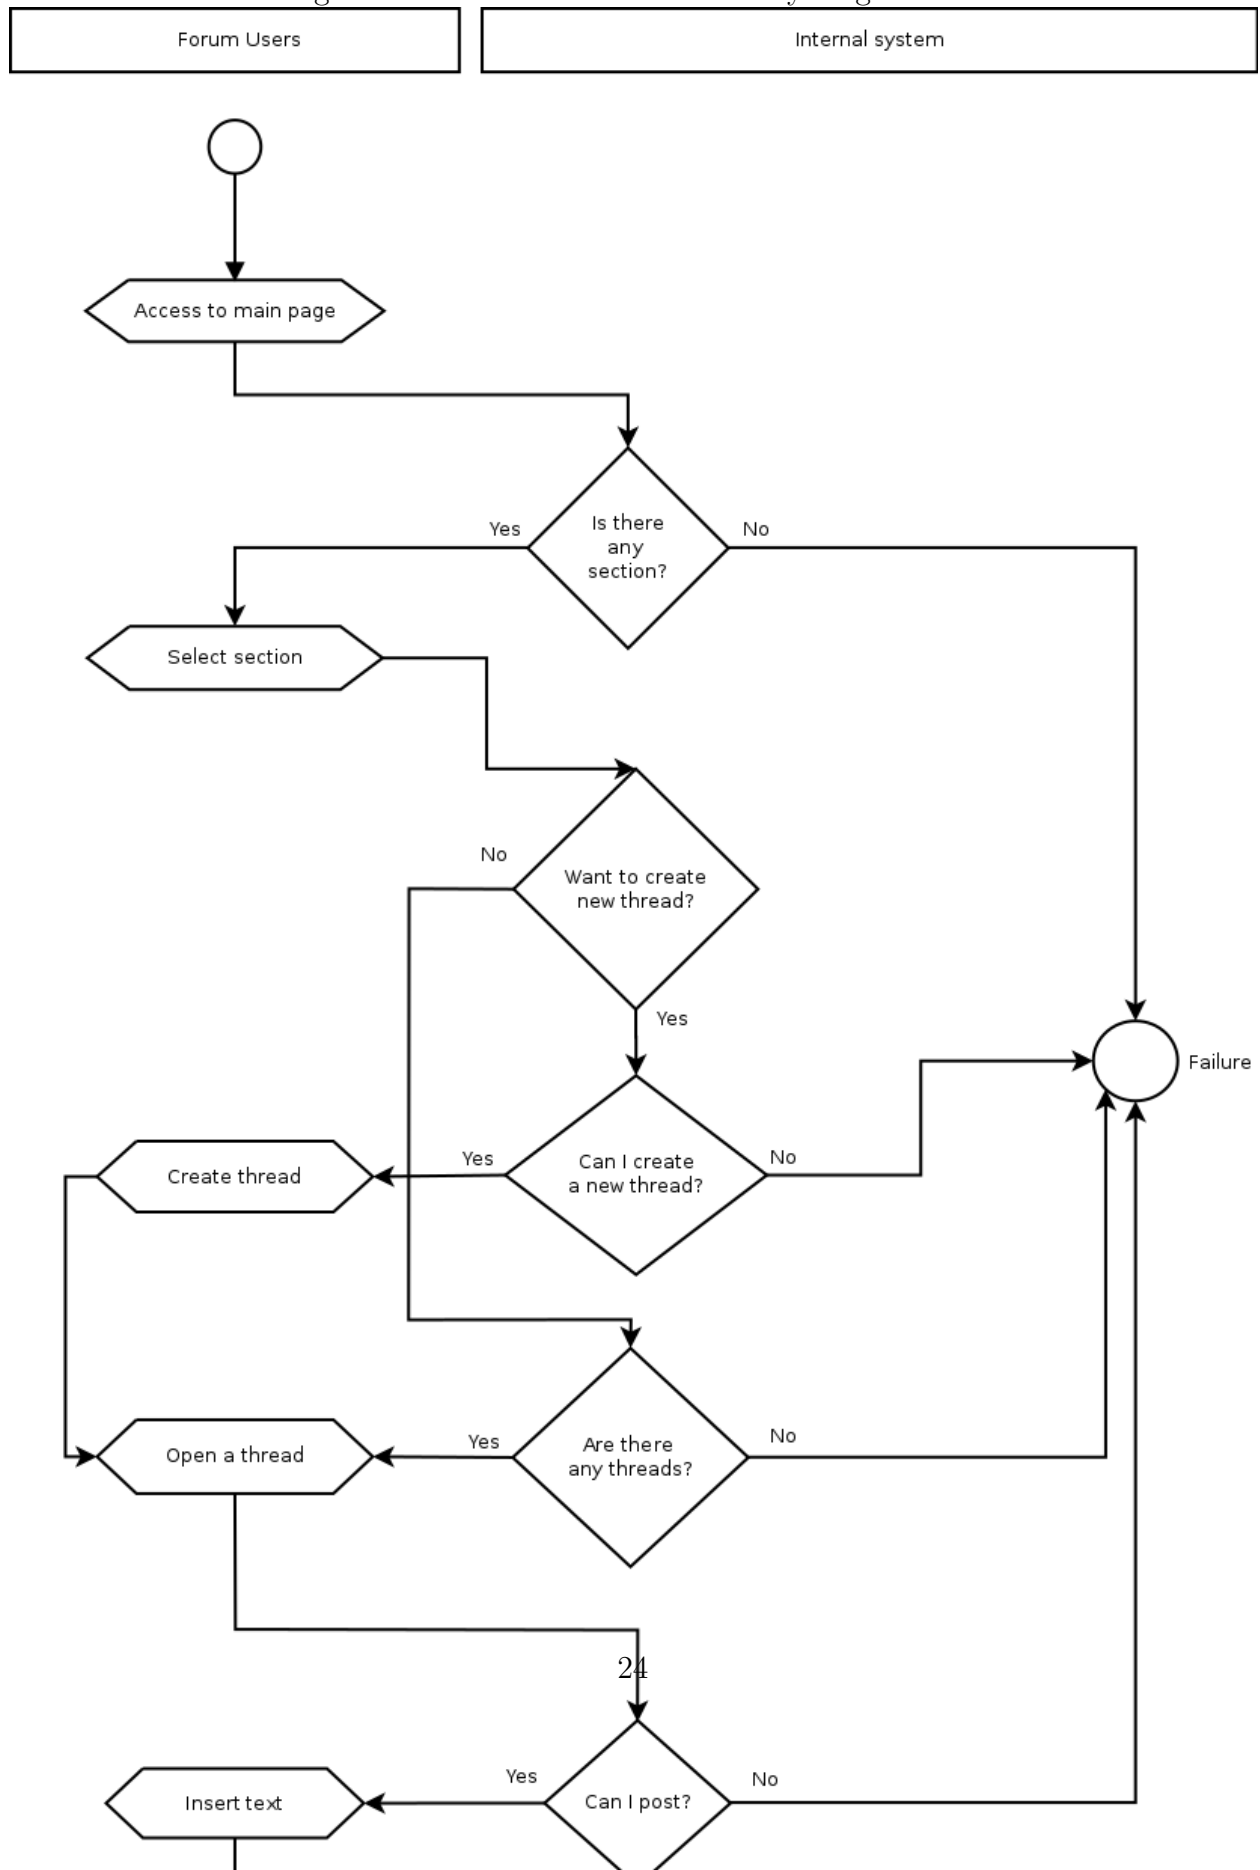 Forum Users
Internal system
Access to main page
Is there
any
section?
Yes
No
Select section
Want to create
new thread?
No
Yes
Failure
Can I create
a new thread?
Yes
No
Create thread
Are there
any threads?
Yes
No
Open a thread
24
Can I post?
Yes
No
Insert text